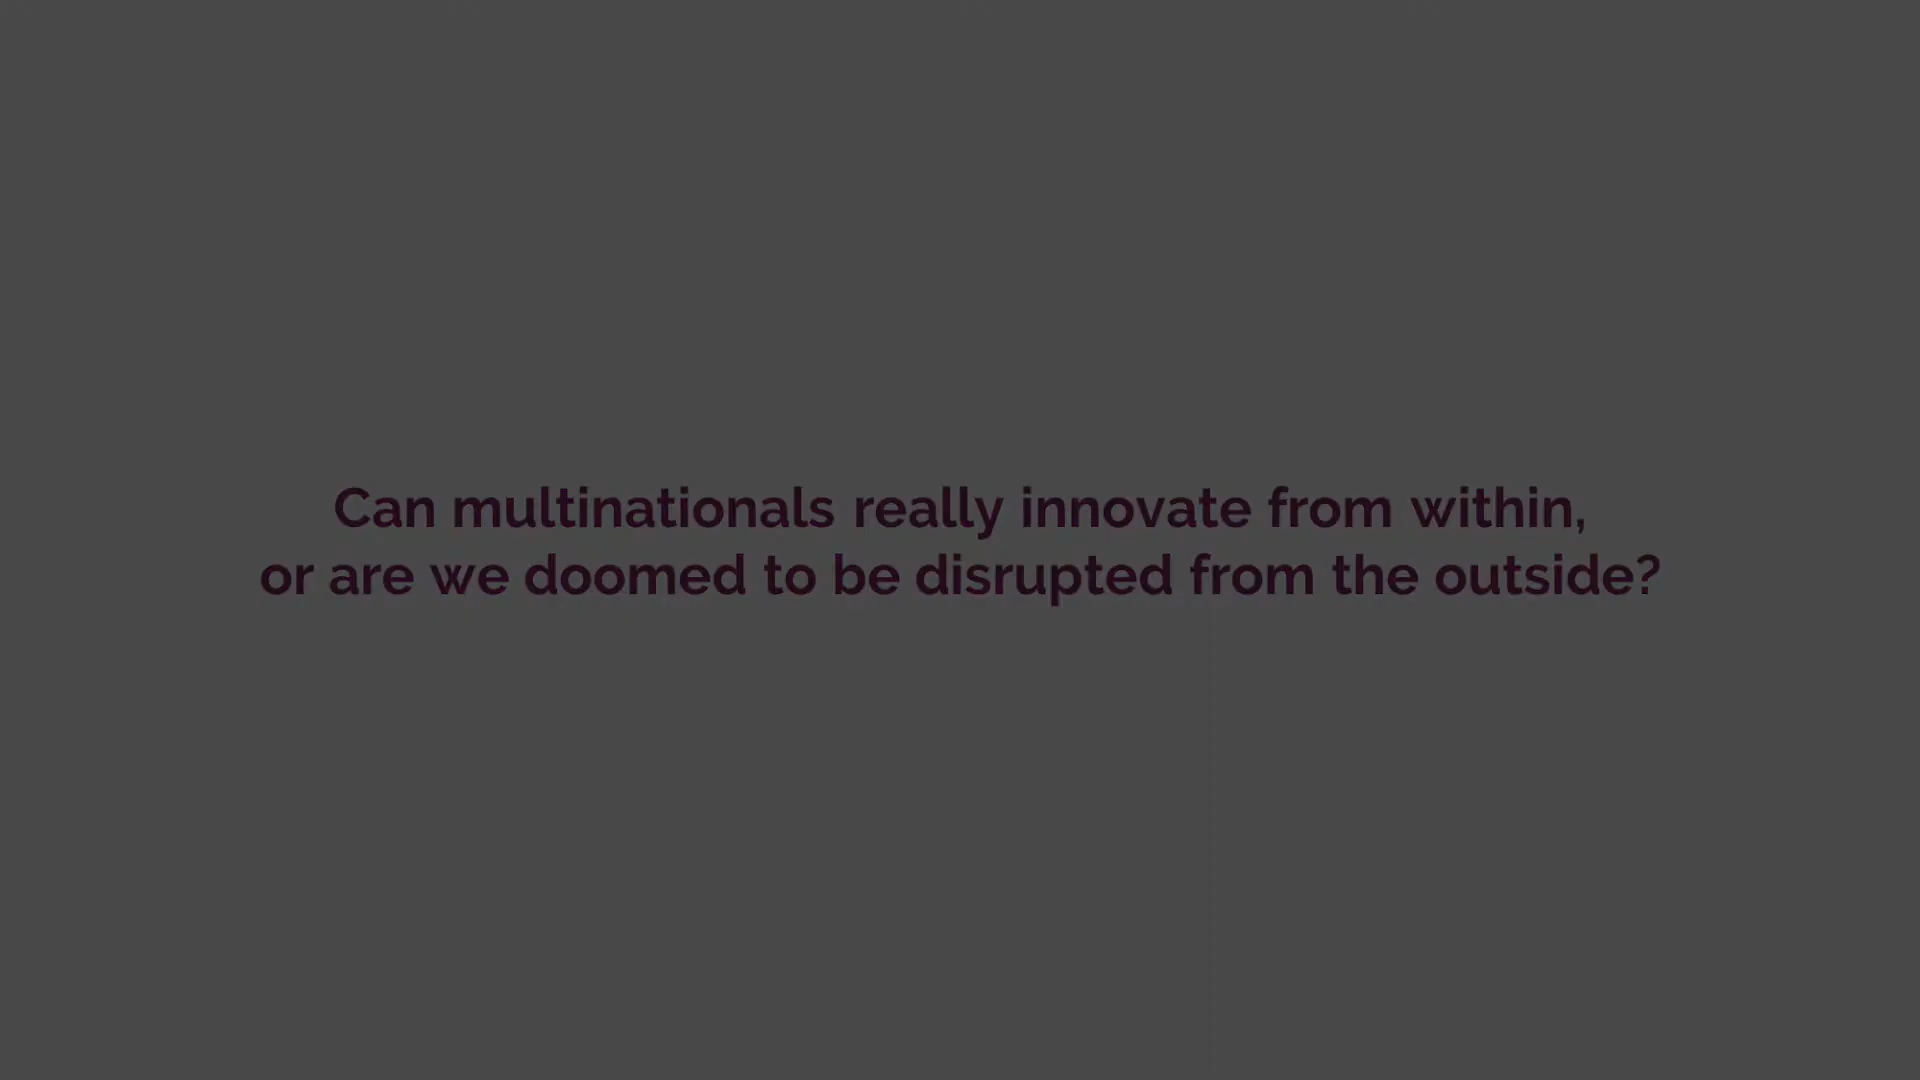 Can multinationals really innovate from within,
or are we doomed to be disrupted from the outside?